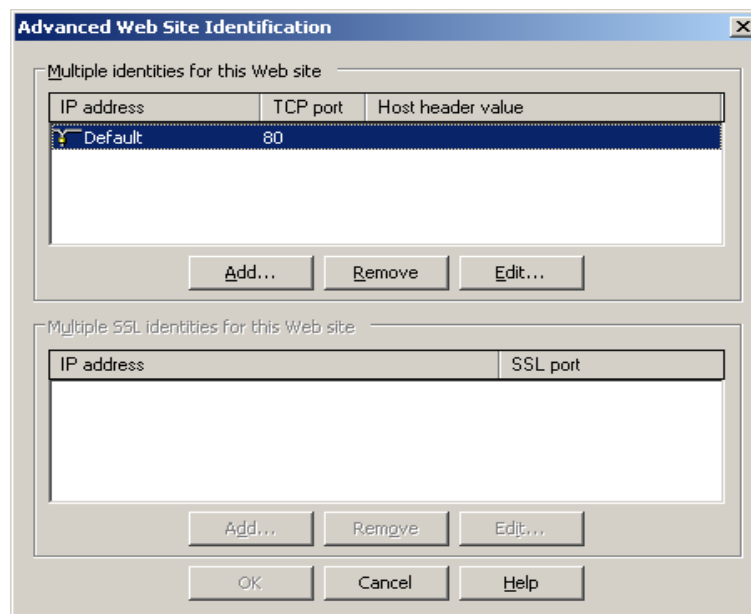 Advanced Web Site Identification
Multiple identities for this Web site
IP address TCP port Host header value
Default 80
Add... Remove Edit...
Multiple SSL identities for this Web site
IP address SSL port
Add... Remove Edit...
OK Cancel Help